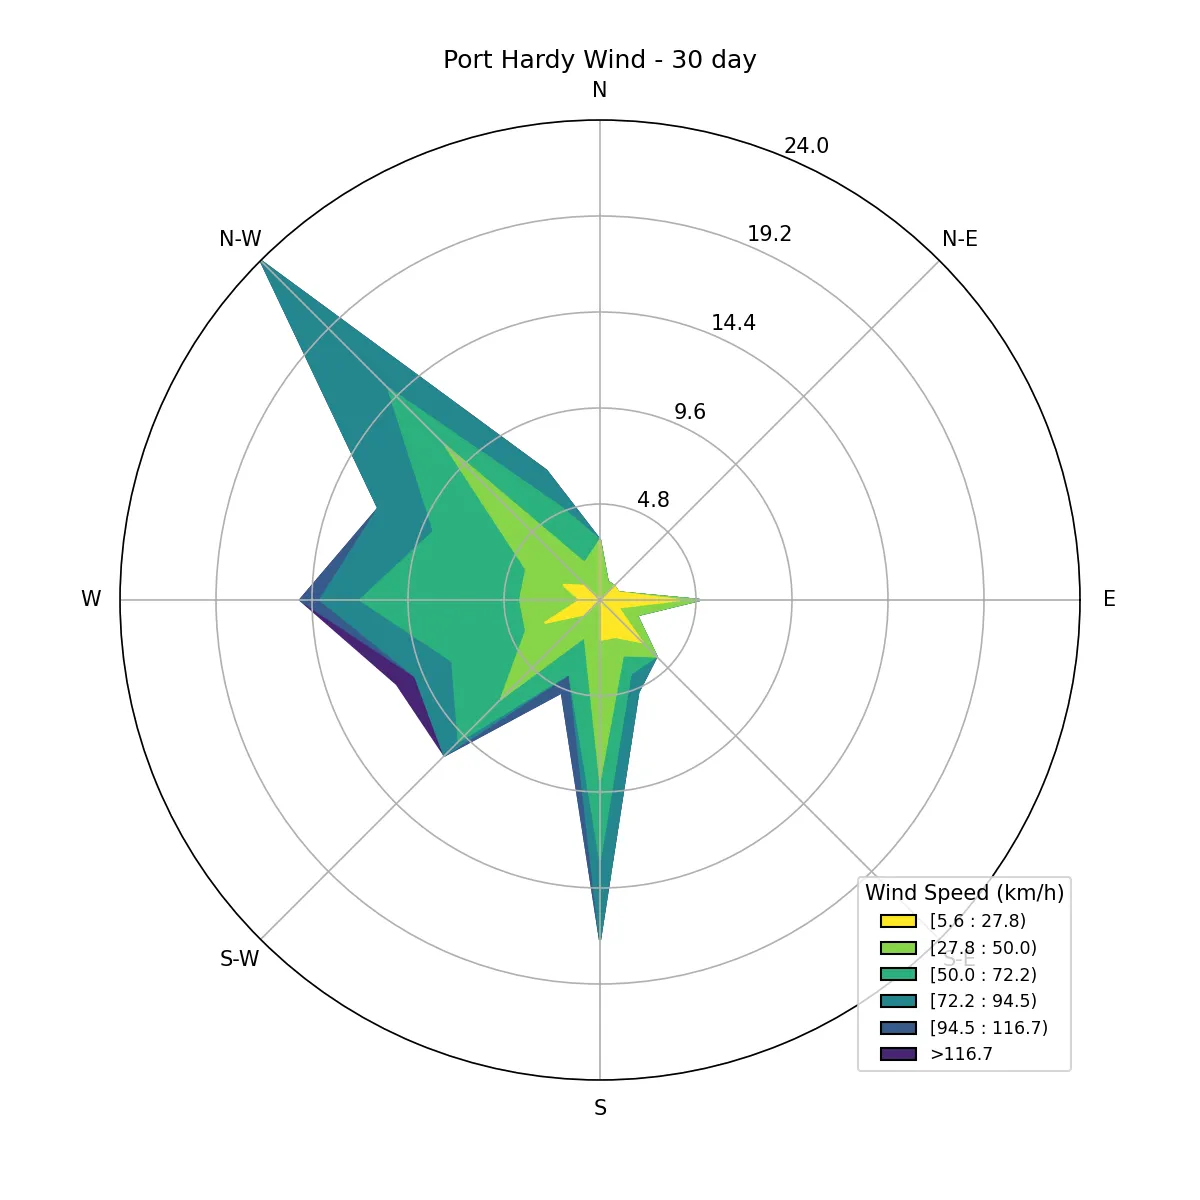 Port Hardy Wind - 30 day
N
24.0
N-W
19.2
N-E
14.4
9.6
4.8
W
E
Wind Speed (km/h)
[5.6 : 27.8)
[27.8 : 50.0)
S-W
S-E
[50.0 : 72.2)
[72.2 : 94.5)
[94.5 : 116.7)
>116.7
S